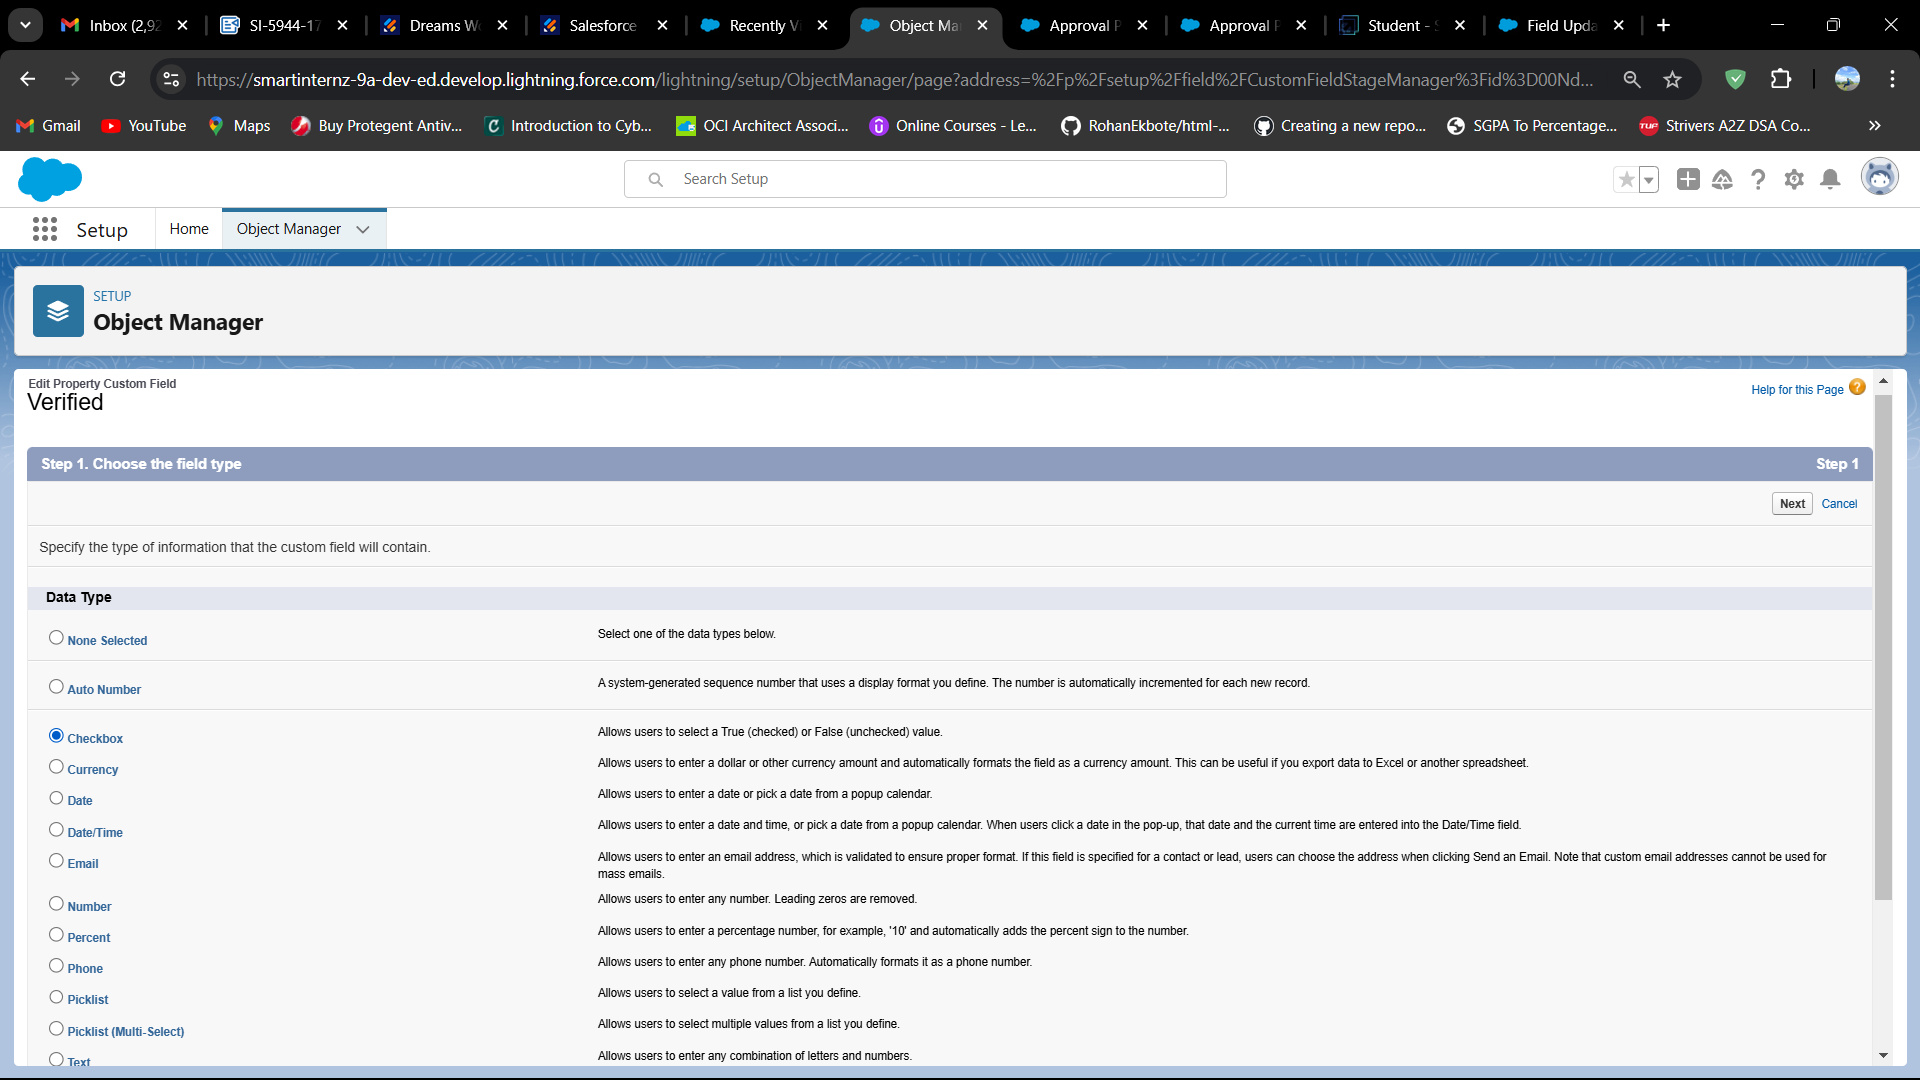 Inbox (2,92
SI-5944-17
Dreams Wo
Salesforce
Recently Vi
Object Ma
Approval P
Approval P
Student - S
Field Upda
https://smartinternz-9a-dev-ed.develop.lightning.force.com/lightning/setup/ObjectManager/page?address=%2Fp%2Fsetup%2Ffield%2FCustomFieldStageManager%3Fid%3D00Nd...
Gmail
YouTube
Maps
Buy Protegent Antiv...
Introduction to Cyb...
OCI Architect Associ...
Online Courses - Le...
RohanEkbote/html-...
Creating a new repo...
SGPA To Percentage...
Strivers A2Z DSA Co...
Search Setup
Setup
Home
Object Manager
SETUP
Object Manager
Edit Property Custom Field
Verified
Help for this Page
Step 1. Choose the field type
Step 1
Next
Cancel
Specify the type of information that the custom field will contain.
Data Type
None Selected
Select one of the data types below.
Auto Number
A system-generated sequence number that uses a display format you define. The number is automatically incremented for each new record.
Checkbox
Allows users to select a True (checked) or False (unchecked) value.
Currency
Allows users to enter a dollar or other currency amount and automatically formats the field as a currency amount. This can be useful if you export data to Excel or another spreadsheet.
Date
Allows users to enter a date or pick a date from a popup calendar.
Date/Time
Allows users to enter a date and time, or pick a date from a popup calendar. When users click a date in the pop-up, that date and the current time are entered into the Date/Time field.
Email
Allows users to enter an email address, which is validated to ensure proper format. If this field is specified for a contact or lead, users can choose the address when clicking Send an Email. Note that custom email addresses cannot be used for
mass emails.
Number
Allows users to enter any number. Leading zeros are removed.
Percent
Allows users to enter a percentage number, for example, '10' and automatically adds the percent sign to the number.
Phone
Allows users to enter any phone number. Automatically formats it as a phone number.
Picklist
Allows users to select a value from a list you define.
Picklist (Multi-Select)
Allows users to select multiple values from a list you define.
Text
Allows users to enter any combination of letters and numbers.